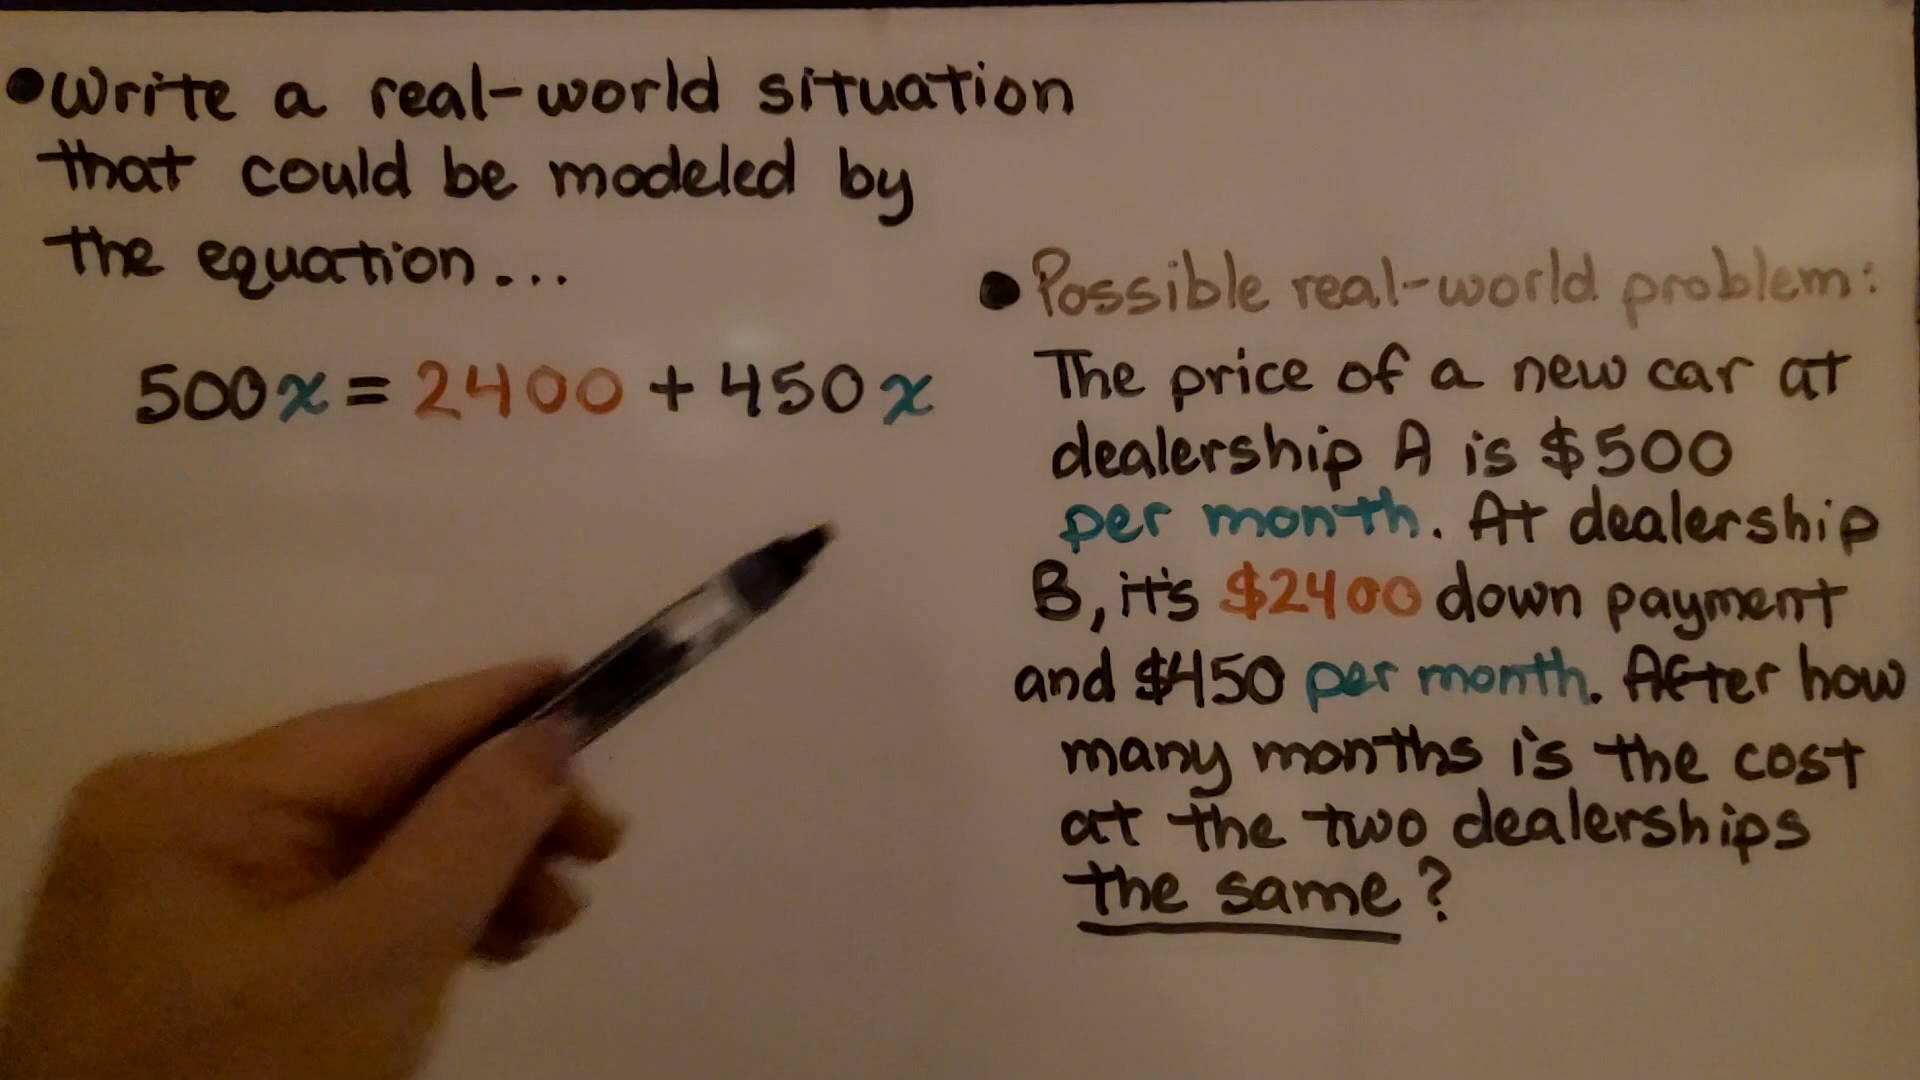 •Write a real-world situation
that could be modeled by
the equation...
500x = 2400 + 450x
• Possible real-world problem:
The price of a new car at
dealership A is $500
per month. At dealership
B, it's $2400 down payment
and $450 per month. After how
many months is the cost
at the two dealerships
the same?